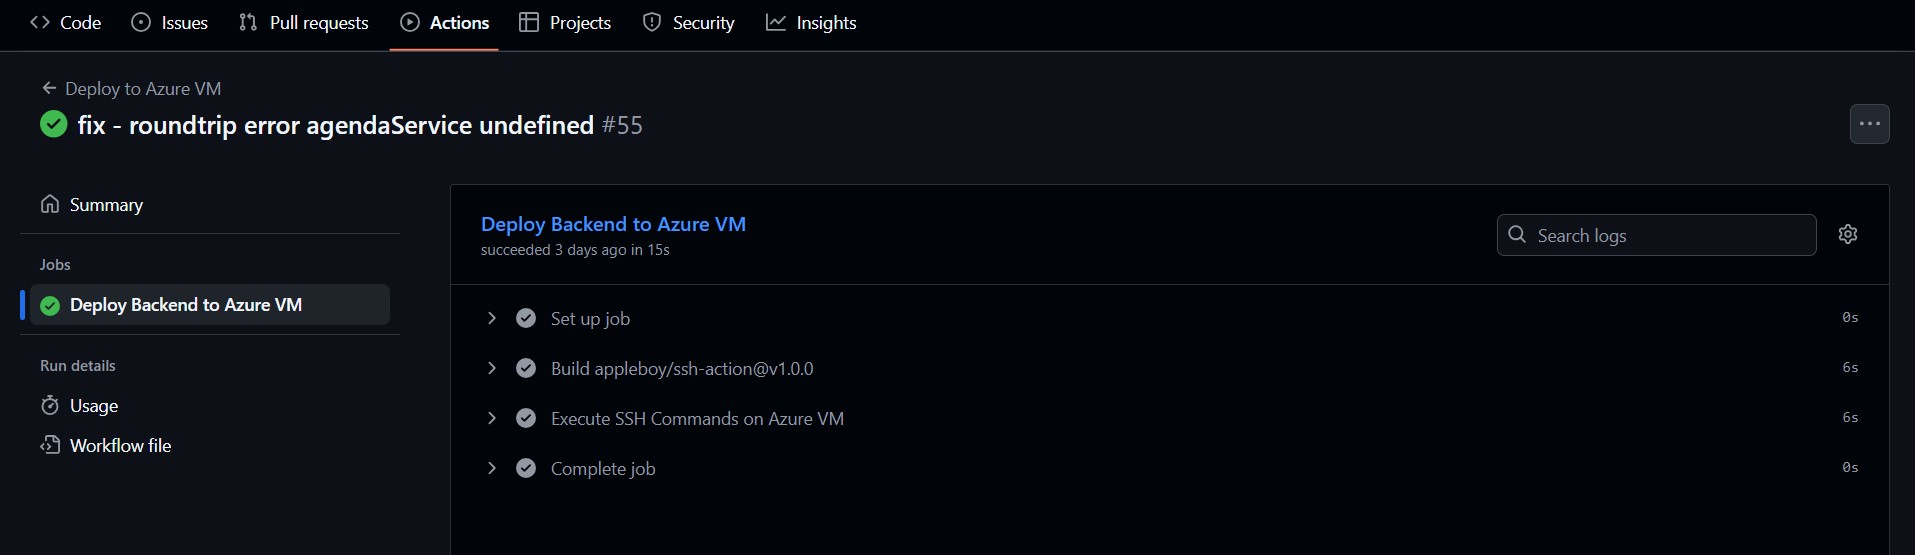 Code Issues Pull requests Actions Projects Security Insights
Deploy to Azure VM
fix - roundtrip error agendaService undefined #55
Summary
Jobs
Deploy Backend to Azure VM
Run details
Usage
Workflow file
Deploy Backend to Azure VM
succeeded 3 days ago in 15s
Search logs
Set up job 0s
Build appleboy/ssh-action@v1.0.0 6s
Execute SSH Commands on Azure VM 6s
Complete job 0s